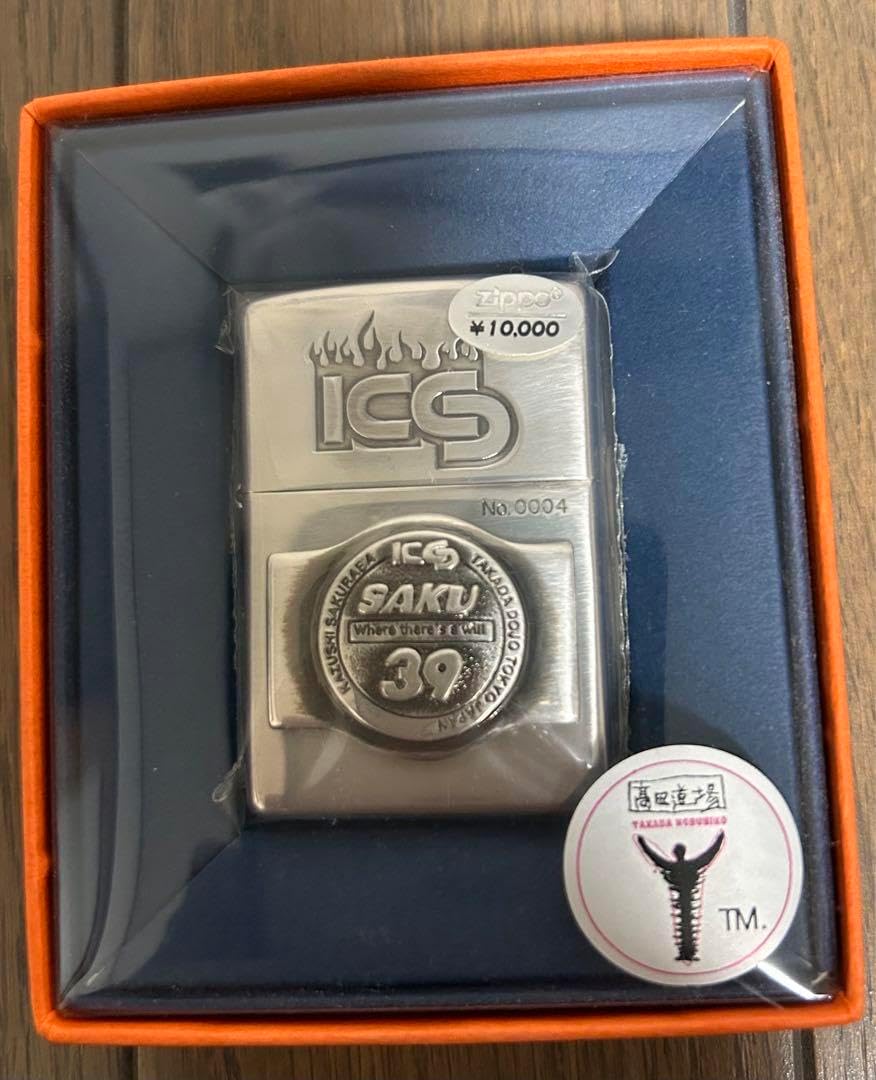 zippo
¥10,000
ICS
No.0004
ICS
KAZUSHI SAKURABA
TAKADA DOJO TOKYO JAPAN
SAKU
Where there's a will
39
高田道場
TAKADA NOBUHIKO
TM.